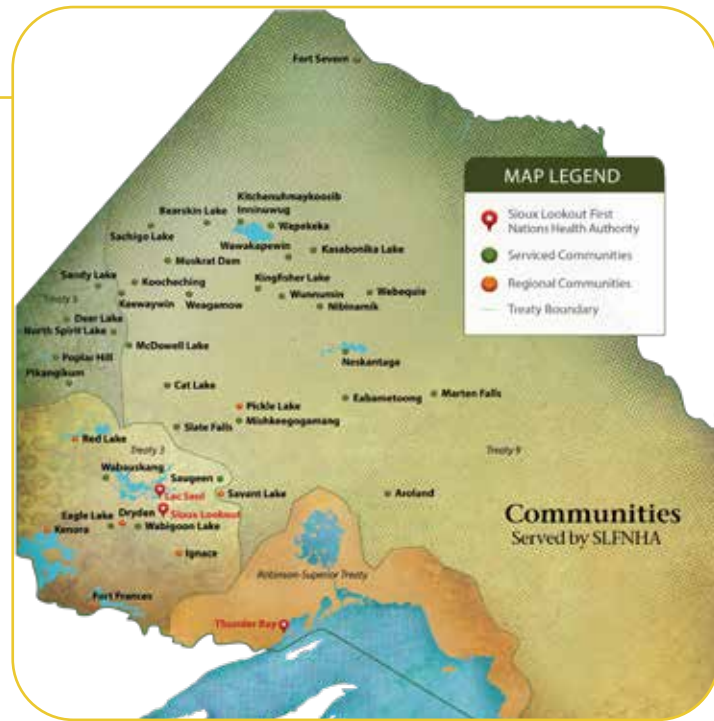 Fort Severn
MAP LEGEND
Sioux Lookout First
Nations Health Authority
Serviced Communities
Regional Communities
Treaty Boundary
Kitchenuhmaykoosib
Inninuwug
Bearskin Lake
Wapekeka
Sachigo Lake
Wawakapewin
Kasabonika Lake
Muskrat Dam
Sandy Lake
Koocheching
Kingfisher Lake
Webequie
Treaty 5
Keewaywin
Weagamow
Wunnumin
Nibinamik
Deer Lake
North Spirit Lake
McDowell Lake
Poplar Hill
Neskantaga
Pikangikum
Cat Lake
Eabametoong
Marten Falls
Pickle Lake
Mishkeegogamang
Slate Falls
Red Lake
Treaty 3
Treaty 9
Wabauskang
Saugeen
Lac Seul
Savant Lake
Aroland
Eagle Lake
Dryden
Sioux Lookout
Kenora
Wabigoon Lake
Communities
Served by SLFNHA
Ignace
Robinson-Superior Treaty
Fort Frances
Thunder Bay